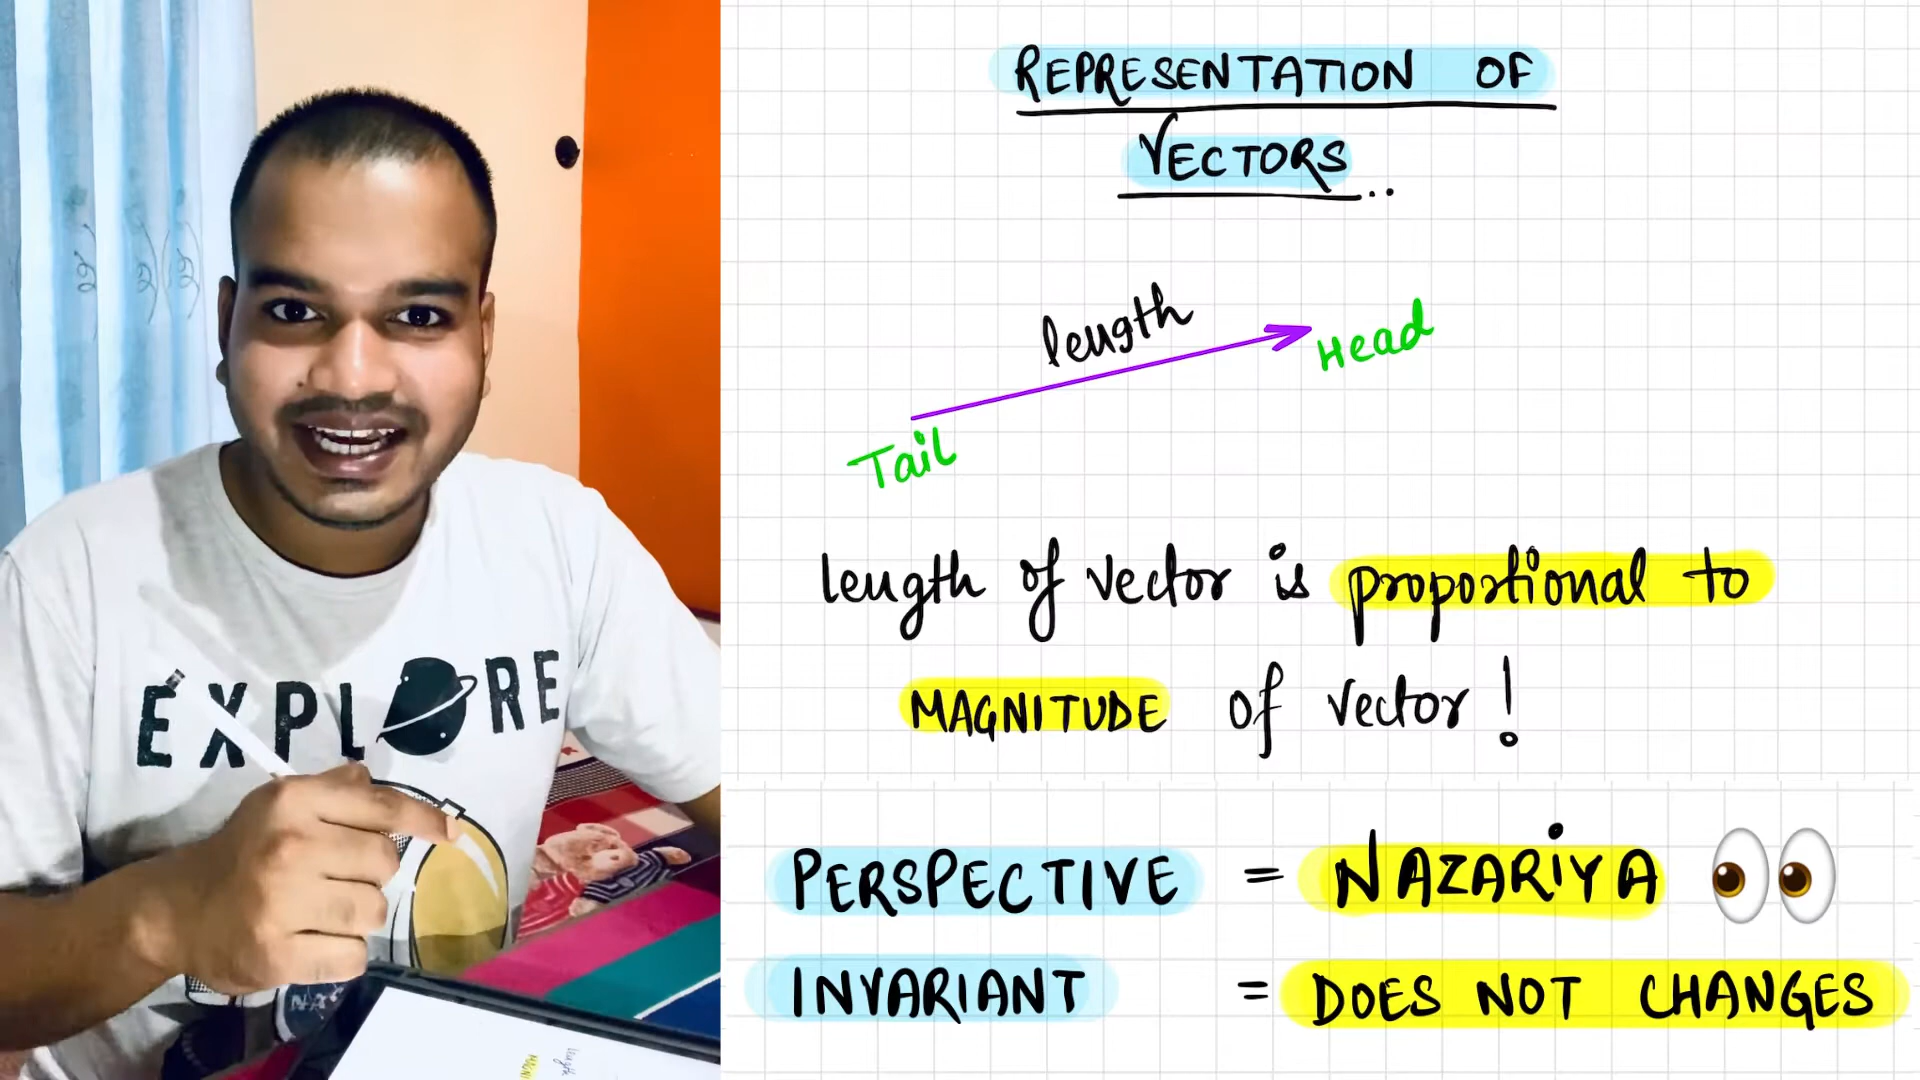 REPRESENTATION OF
VECTORS..
length
Head
Tail
length of vector is proportional to
MAGNITUDE of vector!
PERSPECTIVE = NAZARIYA
INVARIANT = DOES NOT CHANGES
EXPLORE
length